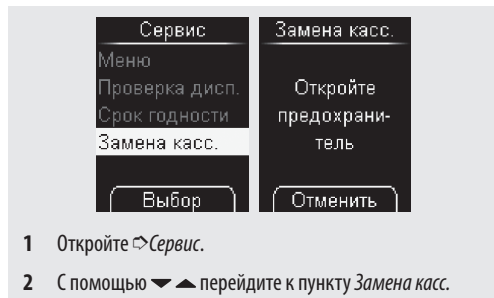 Сервис
Меню
Проверка дисп.
Срок годности
Замена касс.
Выбор
Замена касс.
Откройте
предохрани-
тель
Отменить
1 Откройте ➪Сервис.
2 С помощью ▼ ▲ перейдите к пункту Замена касс.